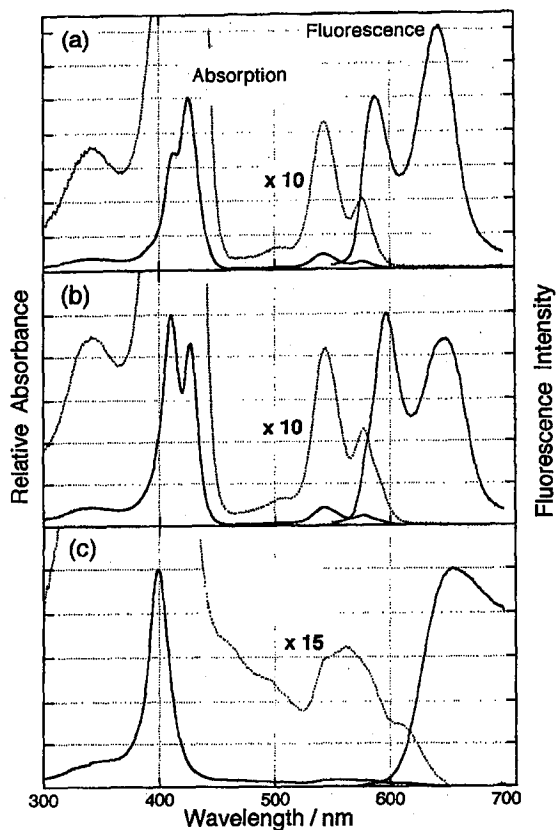 (a)
Fluorescence
Absorption
x 10
(b)
x 10
(c)
x 15
Relative Absorbance
Fluorescence Intensity
300 400 500 600 700
Wavelength / nm